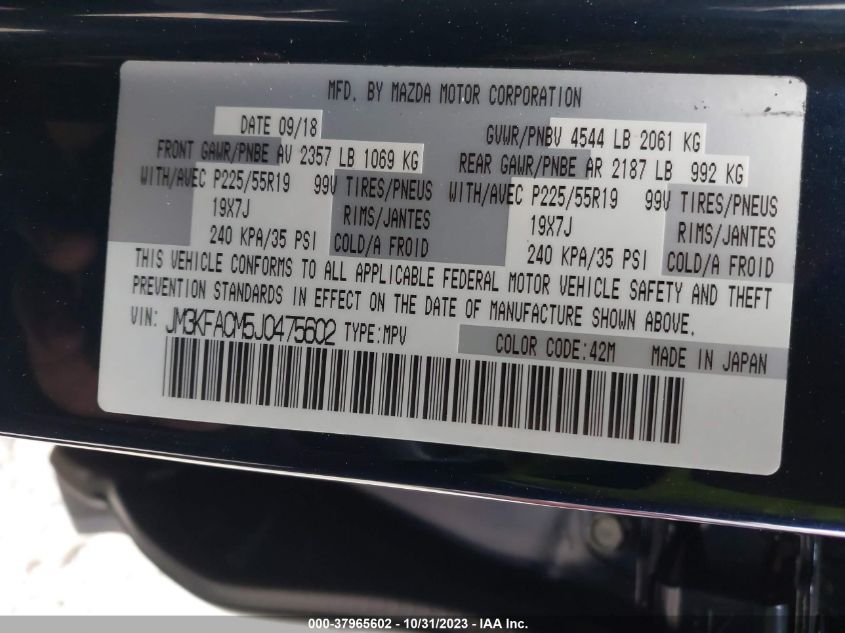 MFD. BY MAZDA MOTOR CORPORATION
DATE 09/18 GVWR/PNBV 4544 LB 2061 KG
FRONT GAWR/PNBE AV 2357 LB 1069 KG REAR GAWR/PNBE AR 2187 LB 992 KG
WITH/AVEC P225/55R19 99V TIRES/PNEUS WITH/AVEC P225/55R19 99V TIRES/PNEUS
19X7J RIMS/JANTES 19X7J RIMS/JANTES
240 KPA/35 PSI COLD/A FROID 240 KPA/35 PSI COLD/A FROID
THIS VEHICLE CONFORMS TO ALL APPLICABLE FEDERAL MOTOR VEHICLE SAFETY AND THEFT
PREVENTION STANDARDS IN EFFECT ON THE DATE OF MANUFACTURE SHOWN ABOVE.
VIN: JM3KFACM5J0475602 TYPE:MPV
COLOR CODE:42M MADE IN JAPAN
000-37965602 - 10/31/2023 - IAA Inc.